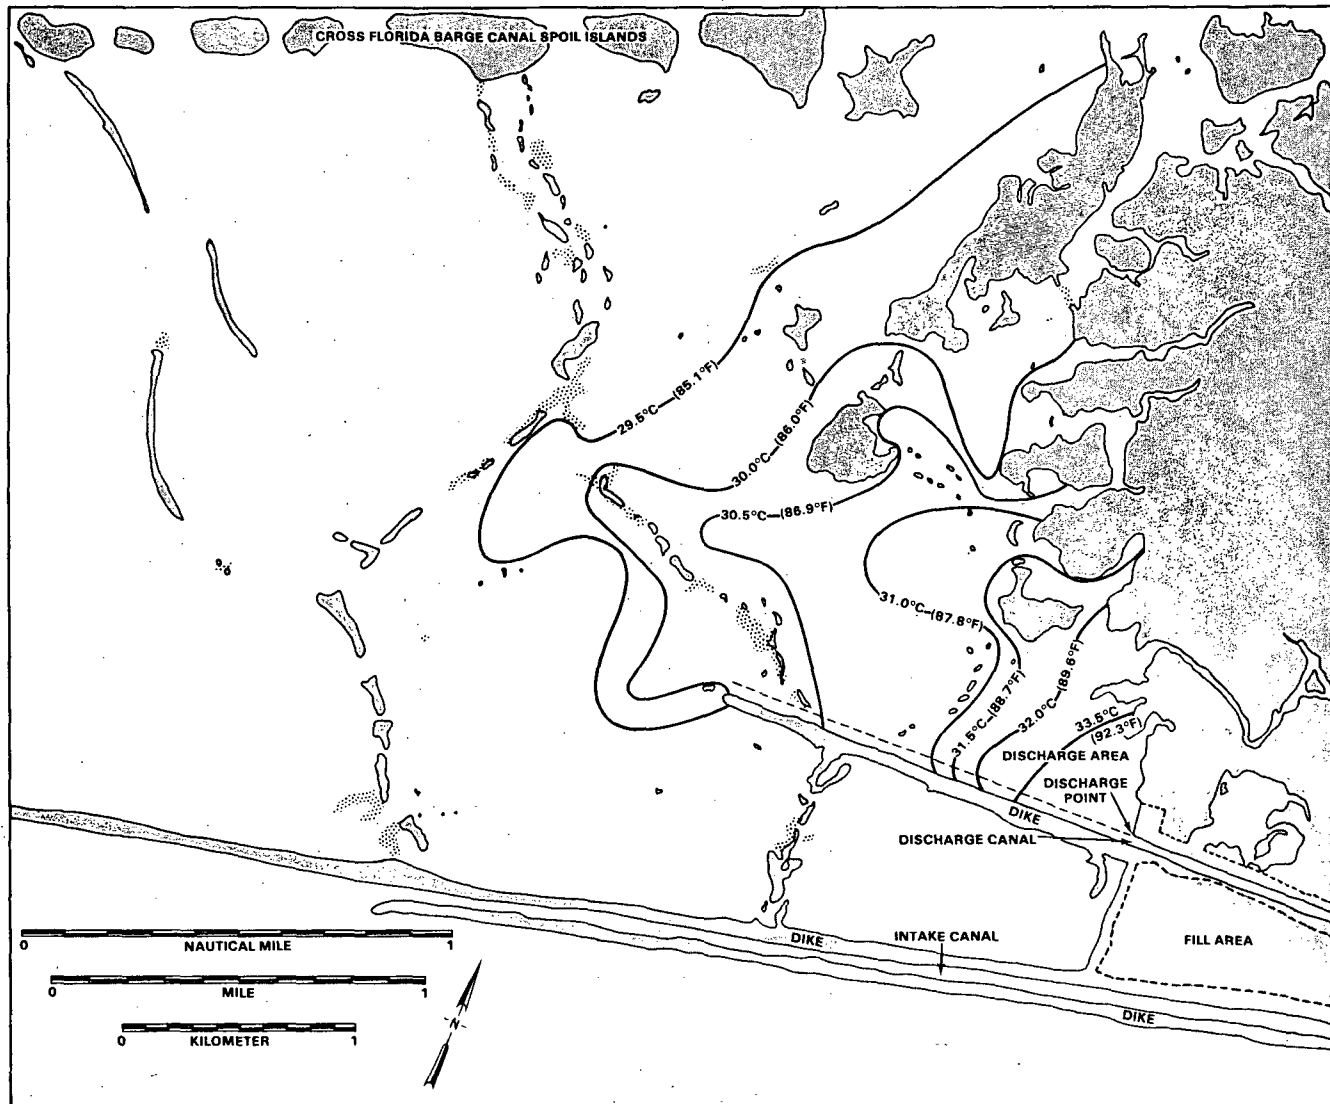 CROSS FLORIDA BARGE CANAL SPOIL ISLANDS
29.5°C—(85.1°F)
30.0°C—(86.0°F)
30.5°C—(86.9°F)
31.0°C—(87.8°F)
31.5°C—(88.7°F)
32.0°C—(89.6°F)
33.5°C
(92.3°F)
DISCHARGE AREA
DISCHARGE
POINT
DIKE
DISCHARGE CANAL
DIKE
INTAKE CANAL
FILL AREA
DIKE
0 1
NAUTICAL MILE
0 1
MILE
0 1
KILOMETER
N